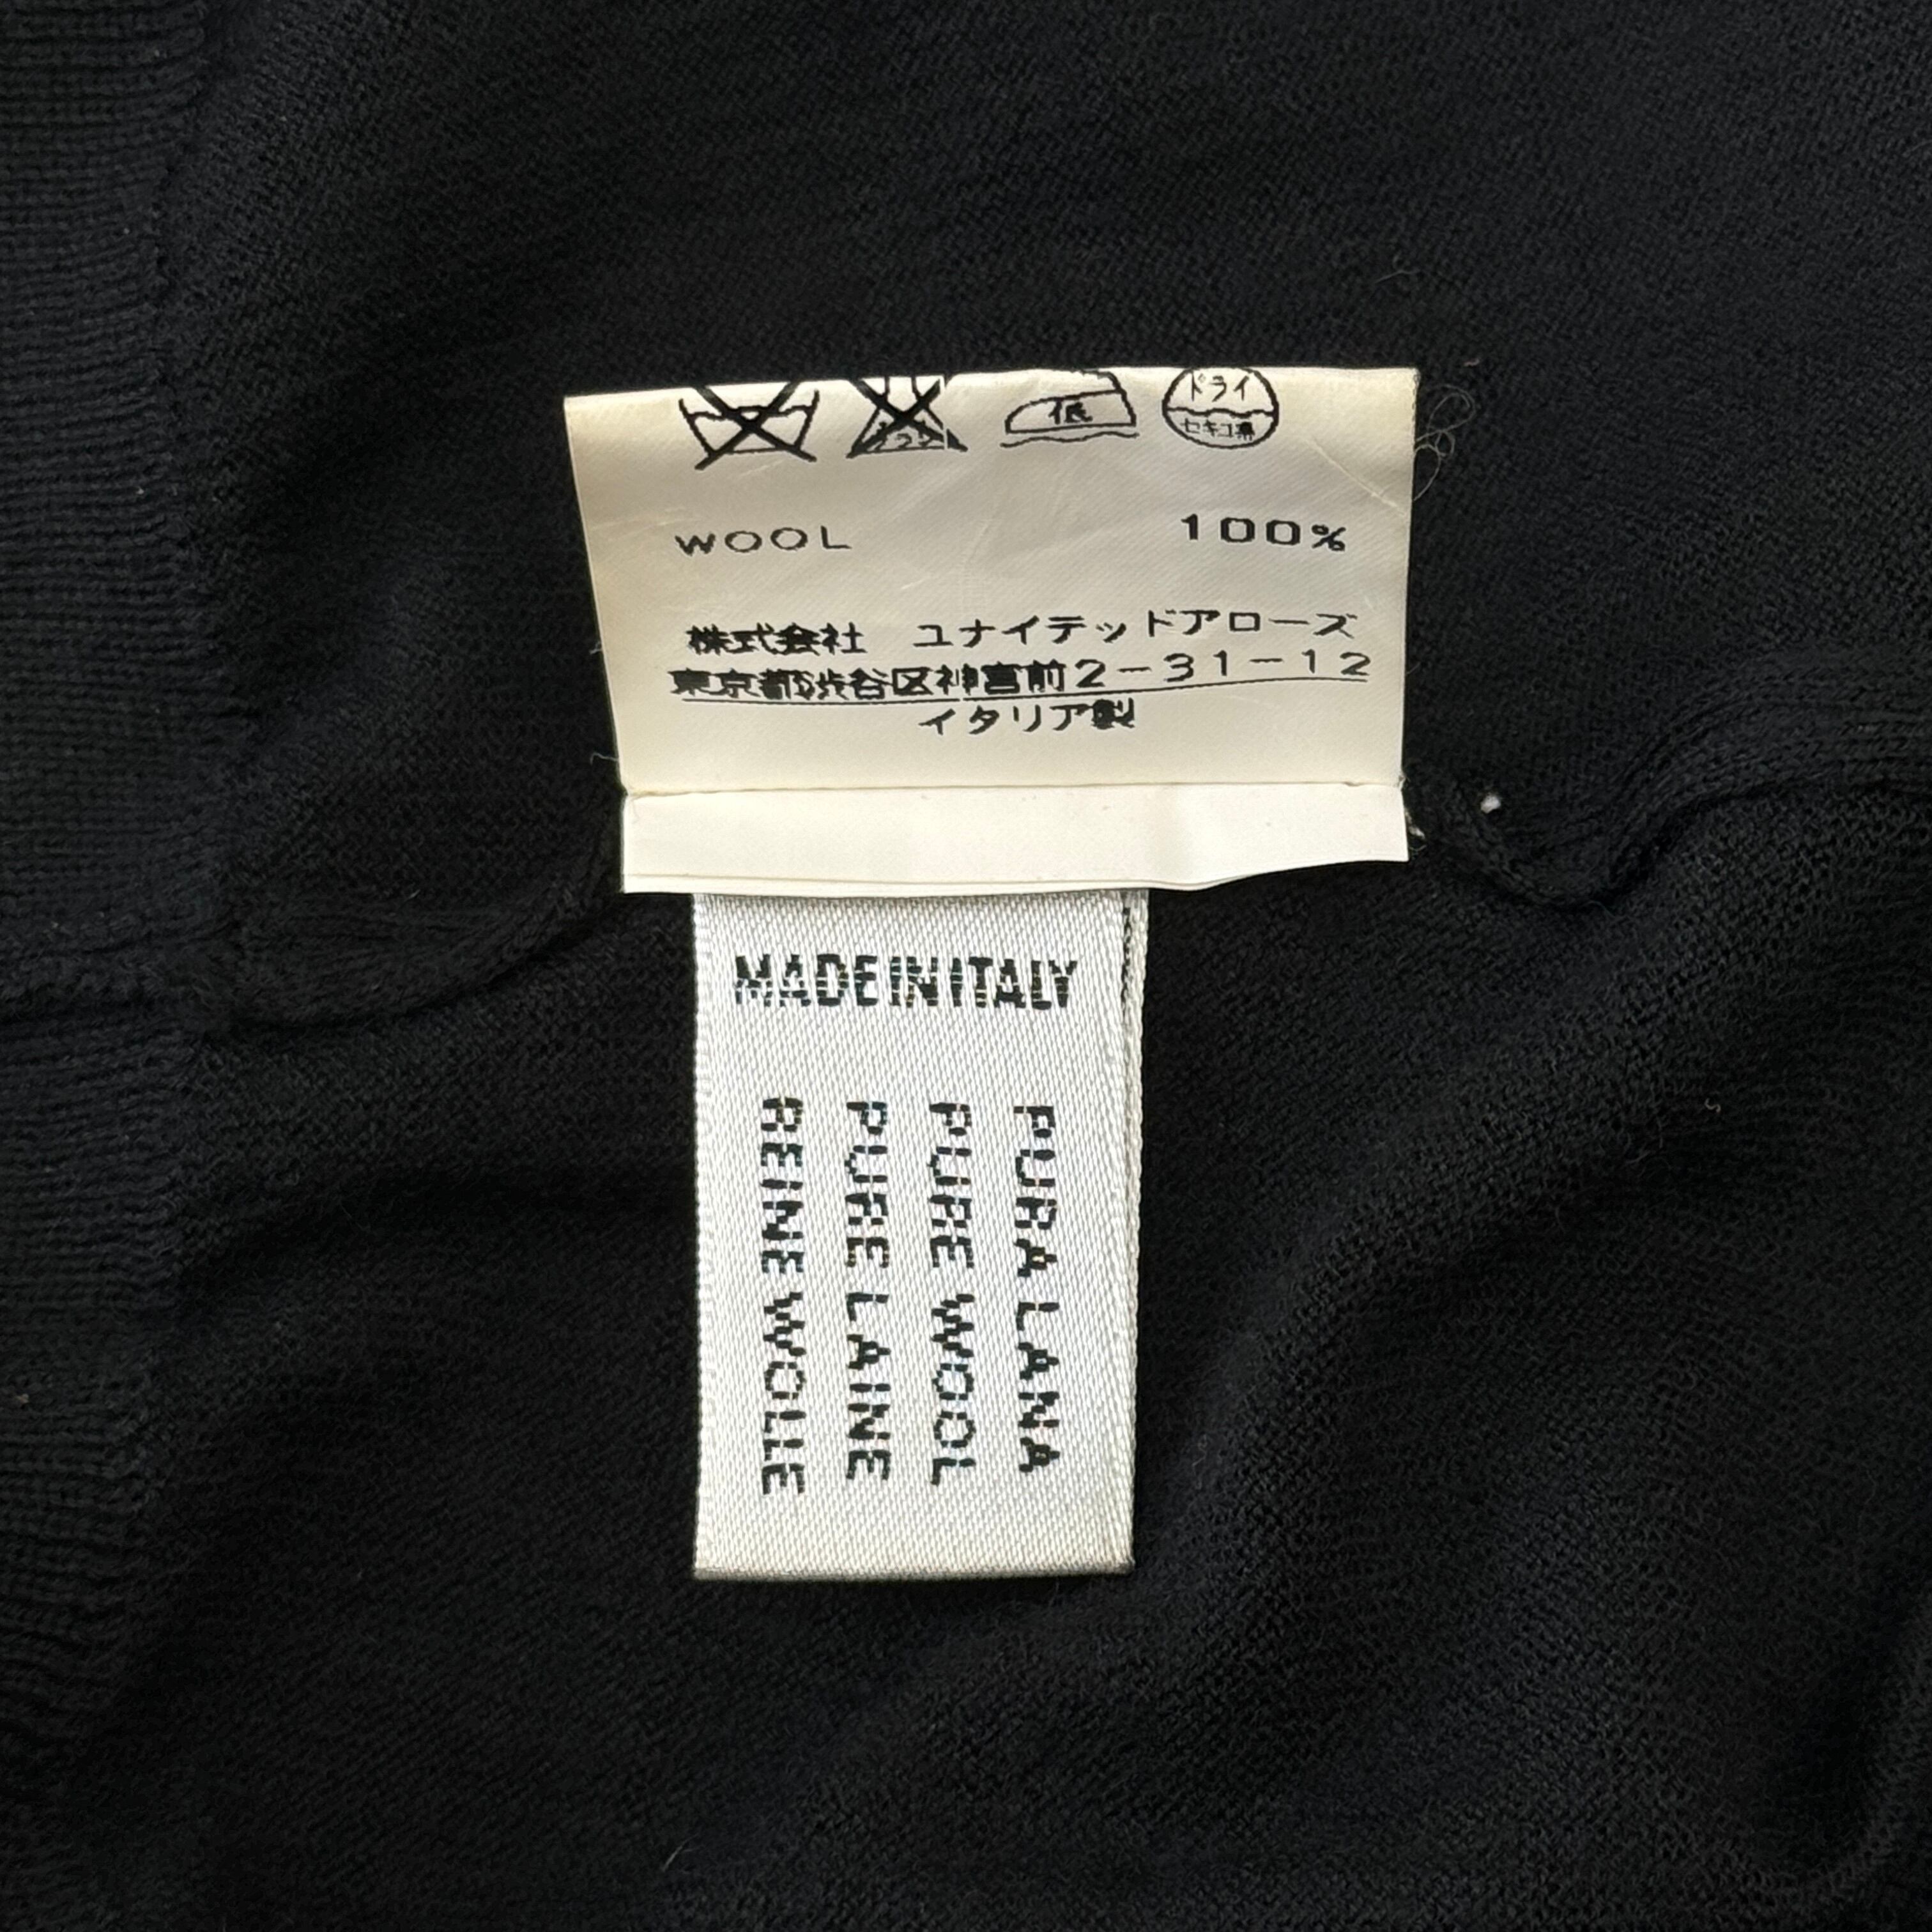 低
ドライ
セキユ系
WOOL 100%
株式会社 ユナイテッドアローズ
東京都渋谷区神宮前2-31-12
イタリア製
MADE IN ITALY
PURA LANA
PURE WOOL
PURE LAINE
REINE WOLLE